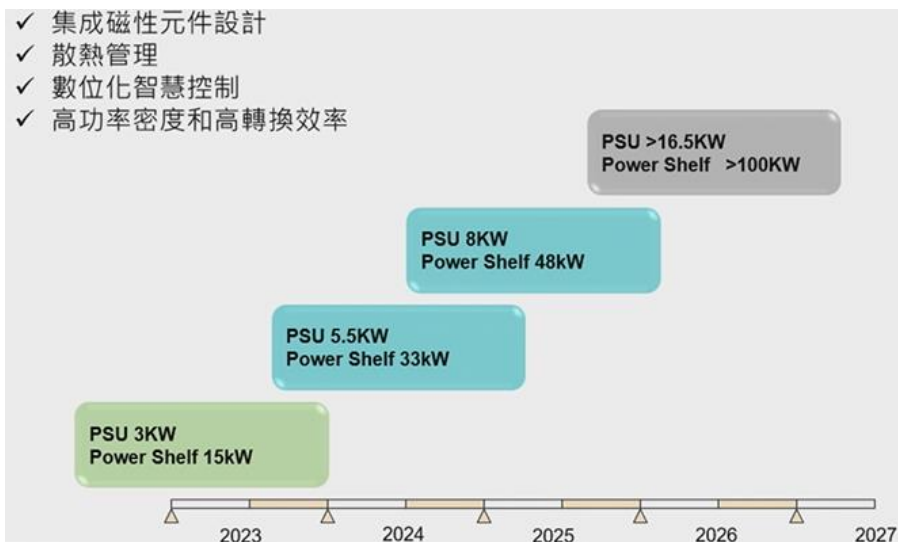 ✓ 集成磁性元件設計
✓ 散熱管理
✓ 數位化智慧控制
✓ 高功率密度和高轉換效率
PSU >16.5KW
Power Shelf >100KW
PSU 8KW
Power Shelf 48kW
PSU 5.5KW
Power Shelf 33kW
PSU 3KW
Power Shelf 15kW
2023 2024 2025 2026 2027